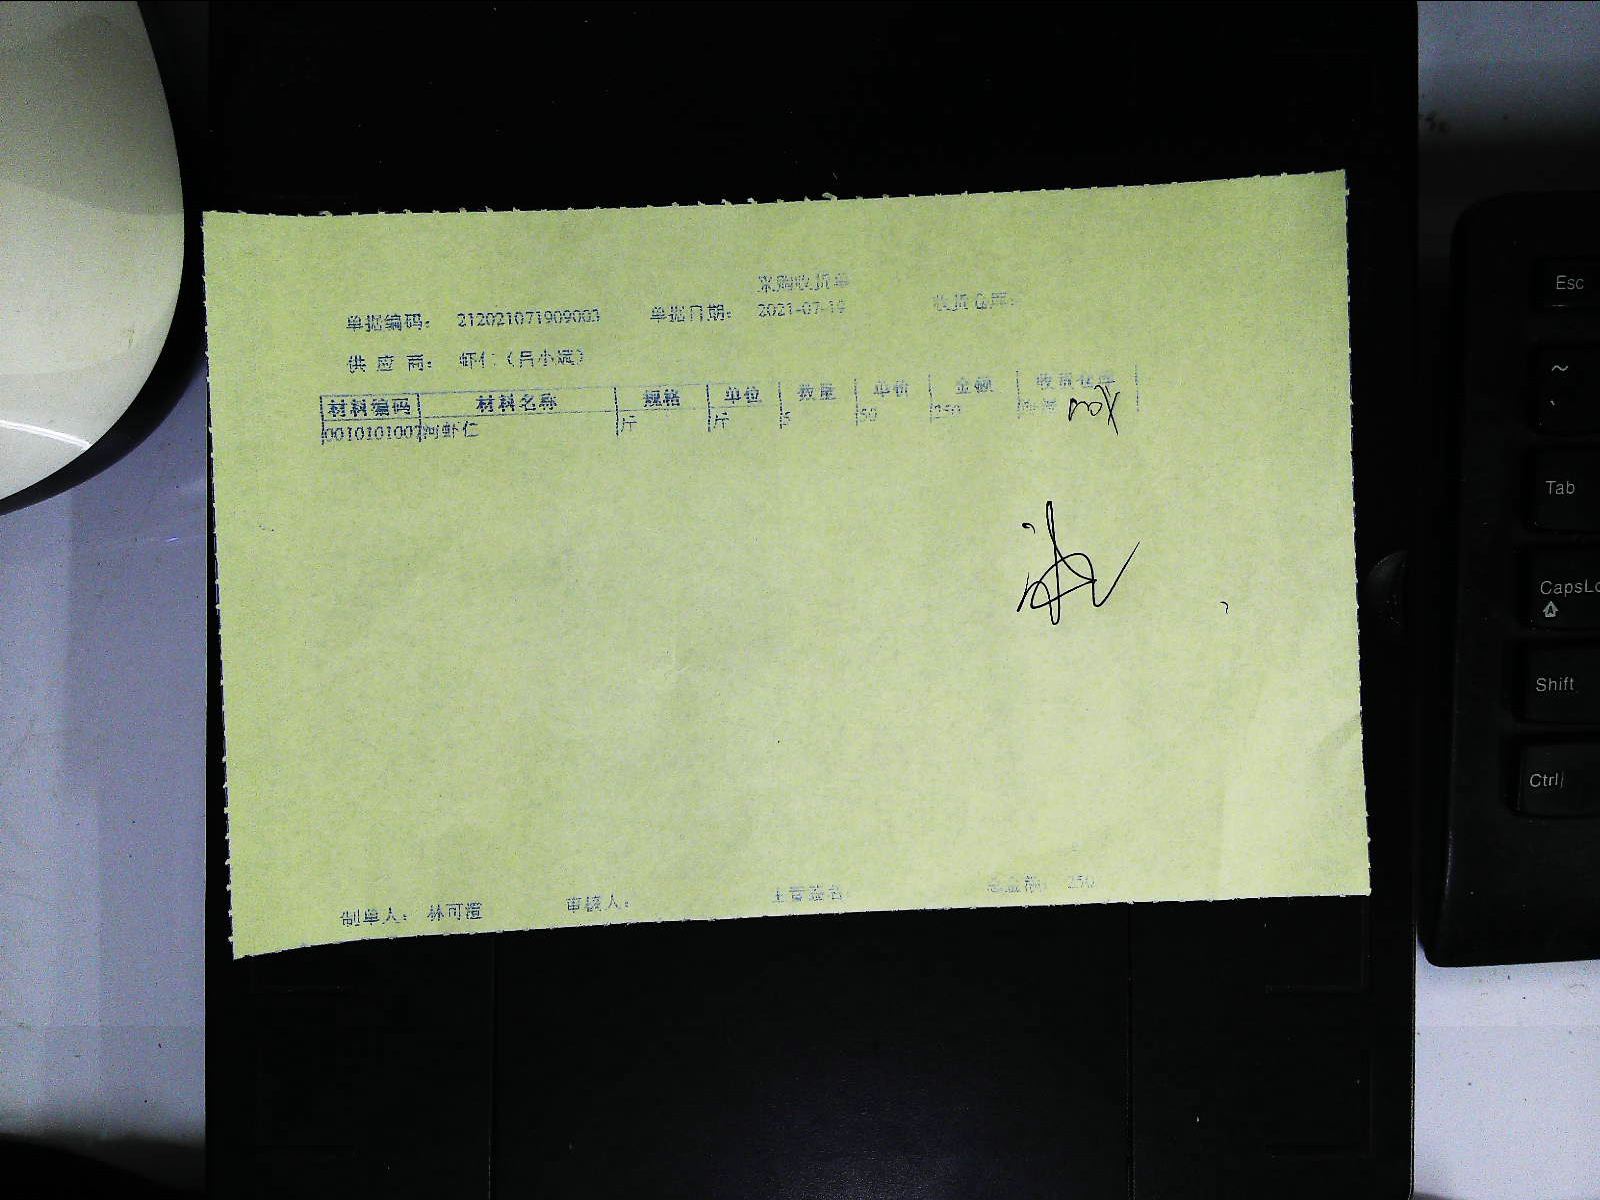 采购收货单
单据编码： 212021071909003 单据日期： 2021-07-19 收货仓库：
供 应 商： 虾仁（吕小斌）
材料编码 材料名称 规格 单位 数量 单价 金额 收货仓库
0010101007 河虾仁 斤 斤 5 50 250
制单人： 林可澶 审核人： 主管签名： 总金额： 250
Esc
~
`
Tab
CapsLo
Shift
Ctrl